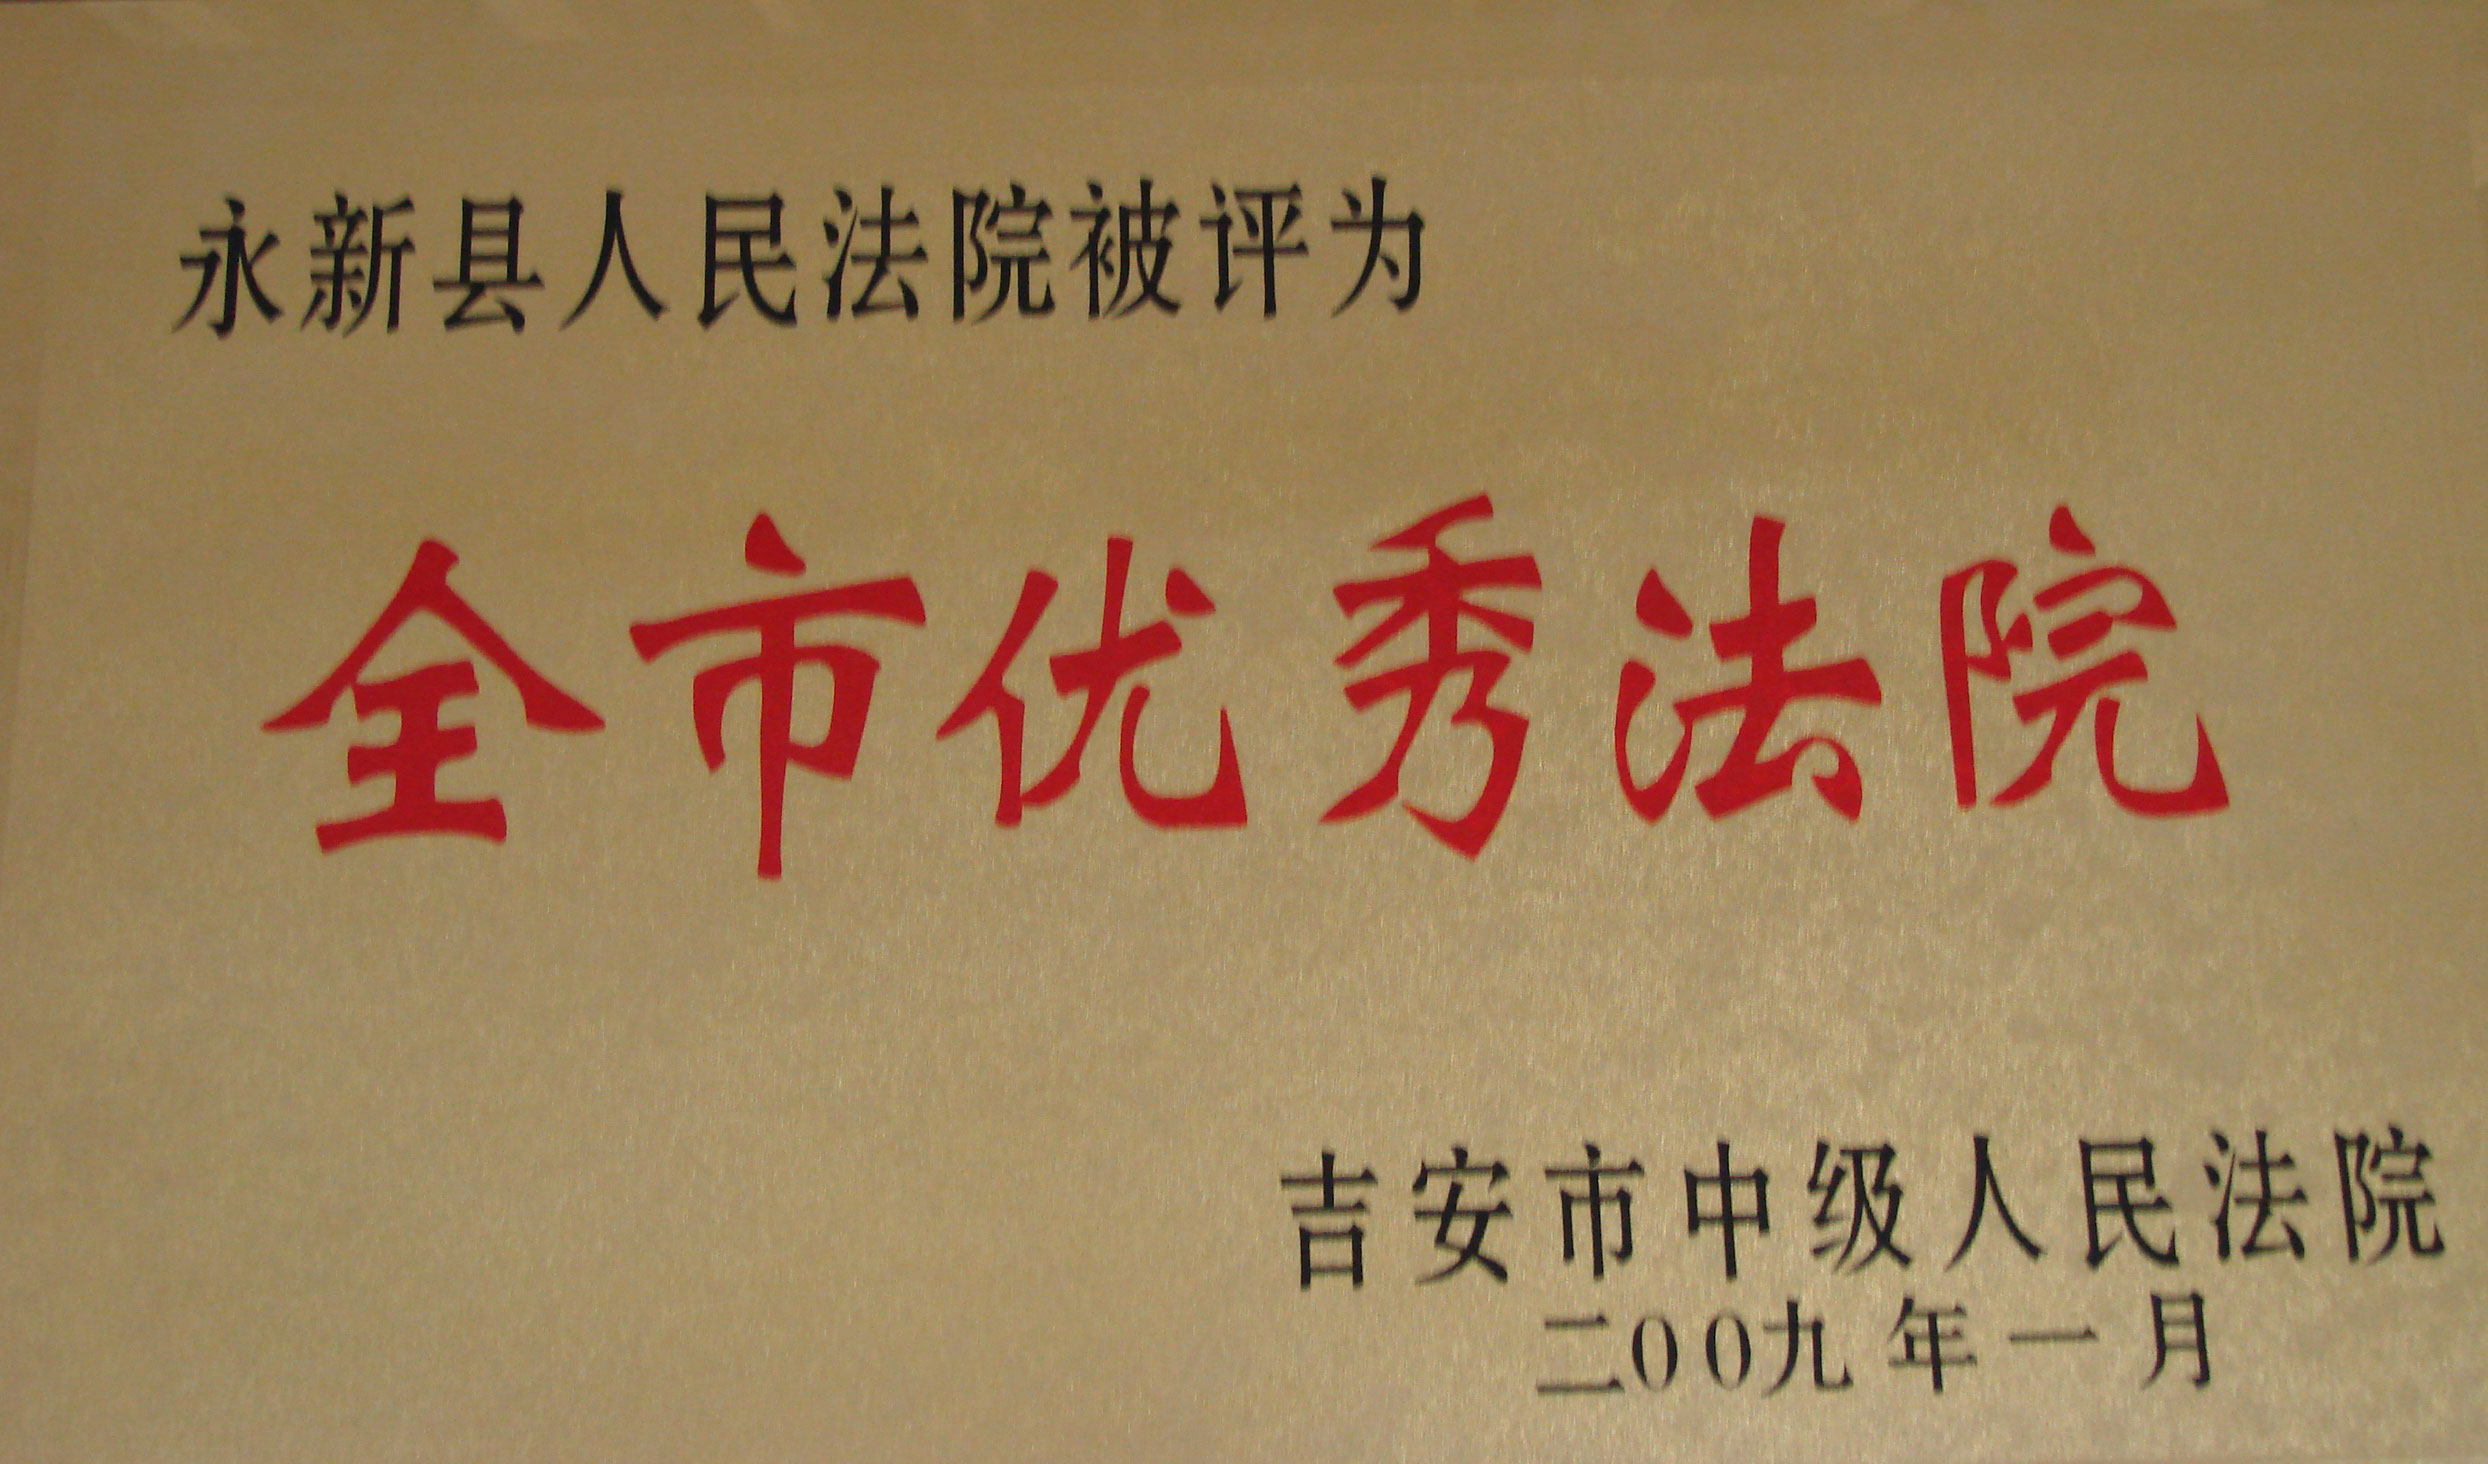 永新县人民法院被评为
全市优秀法院
吉安市中级人民法院
二00九年一月